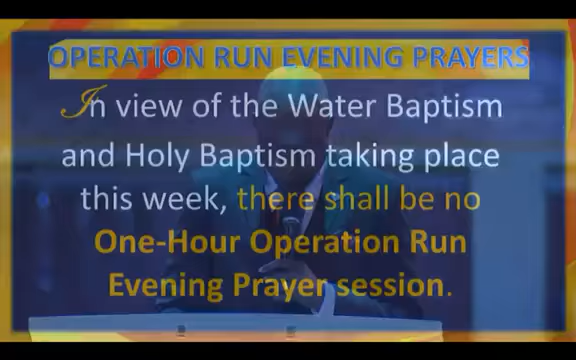 OPERATION RUN EVENING PRAYERS
In view of the Water Baptism
and Holy Baptism taking place
this week, there shall be no
One-Hour Operation Run
Evening Prayer session.